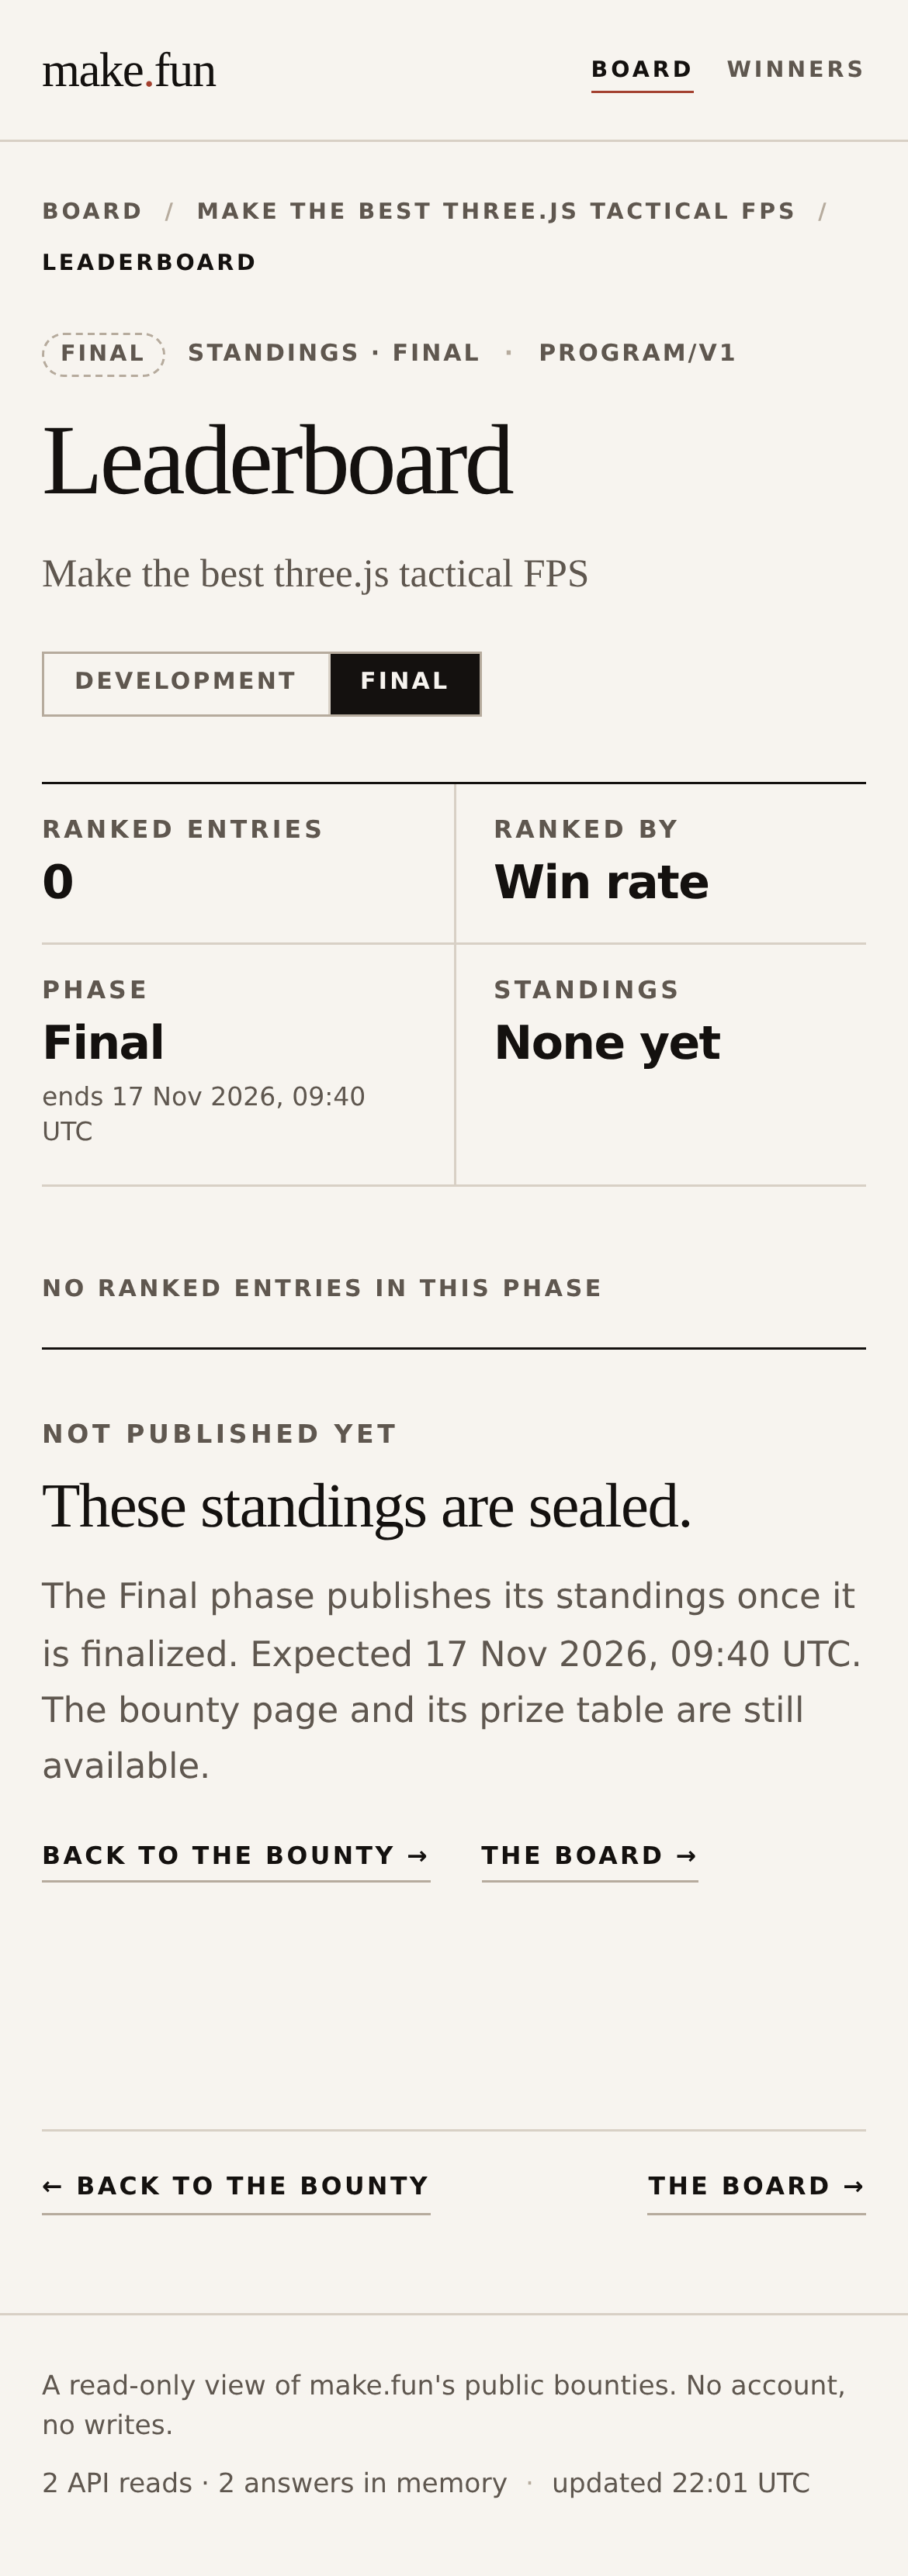 make.fun
BOARD WINNERS
BOARD / MAKE THE BEST THREE.JS TACTICAL FPS /
LEADERBOARD
FINAL STANDINGS · FINAL · PROGRAM/V1
Leaderboard
Make the best three.js tactical FPS
DEVELOPMENT FINAL
RANKED ENTRIES
0
RANKED BY
Win rate
PHASE
Final
ends 17 Nov 2026, 09:40
UTC
STANDINGS
None yet
NO RANKED ENTRIES IN THIS PHASE
NOT PUBLISHED YET
These standings are sealed.
The Final phase publishes its standings once it
is finalized. Expected 17 Nov 2026, 09:40 UTC.
The bounty page and its prize table are still
available.
BACK TO THE BOUNTY → THE BOARD →
← BACK TO THE BOUNTY THE BOARD →
A read-only view of make.fun's public bounties. No account,
no writes.
2 API reads · 2 answers in memory · updated 22:01 UTC